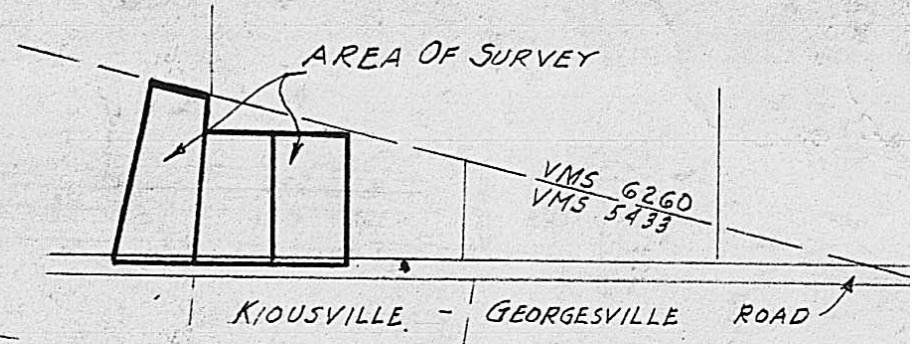 AREA OF SURVEY
VMS 6260
VMS 5433
KIOUSVILLE - GEORGESVILLE ROAD